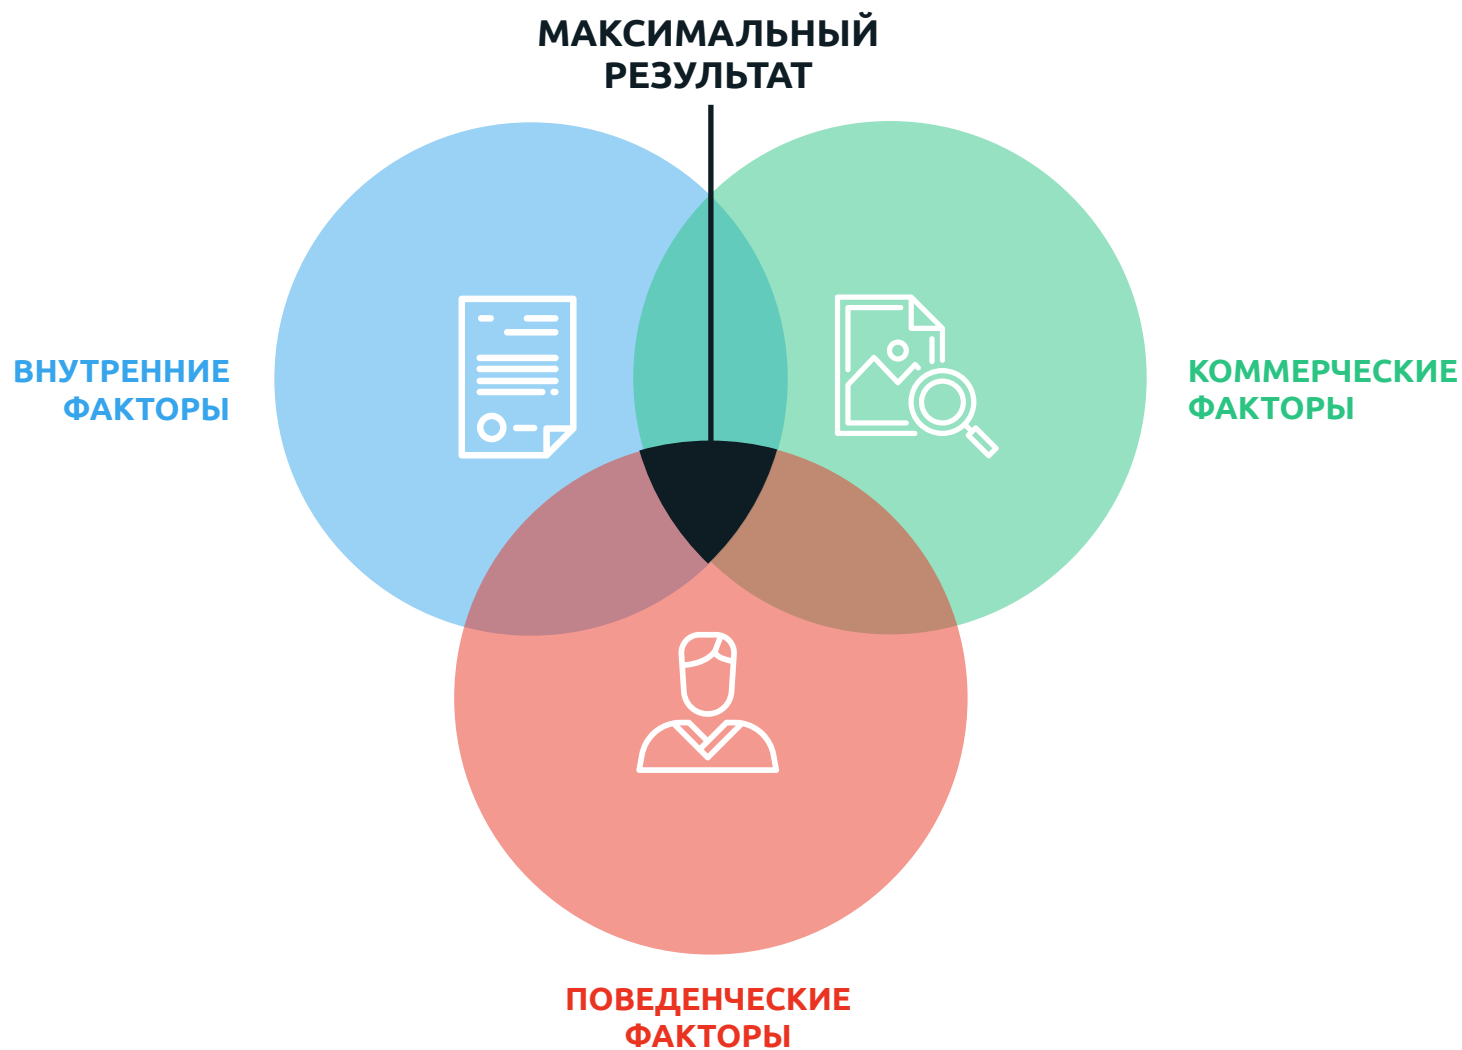 МАКСИМАЛЬНЫЙ
РЕЗУЛЬТАТ
ВНУТРЕННИЕ
ФАКТОРЫ
КОММЕРЧЕСКИЕ
ФАКТОРЫ
ПОВЕДЕНЧЕСКИЕ
ФАКТОРЫ